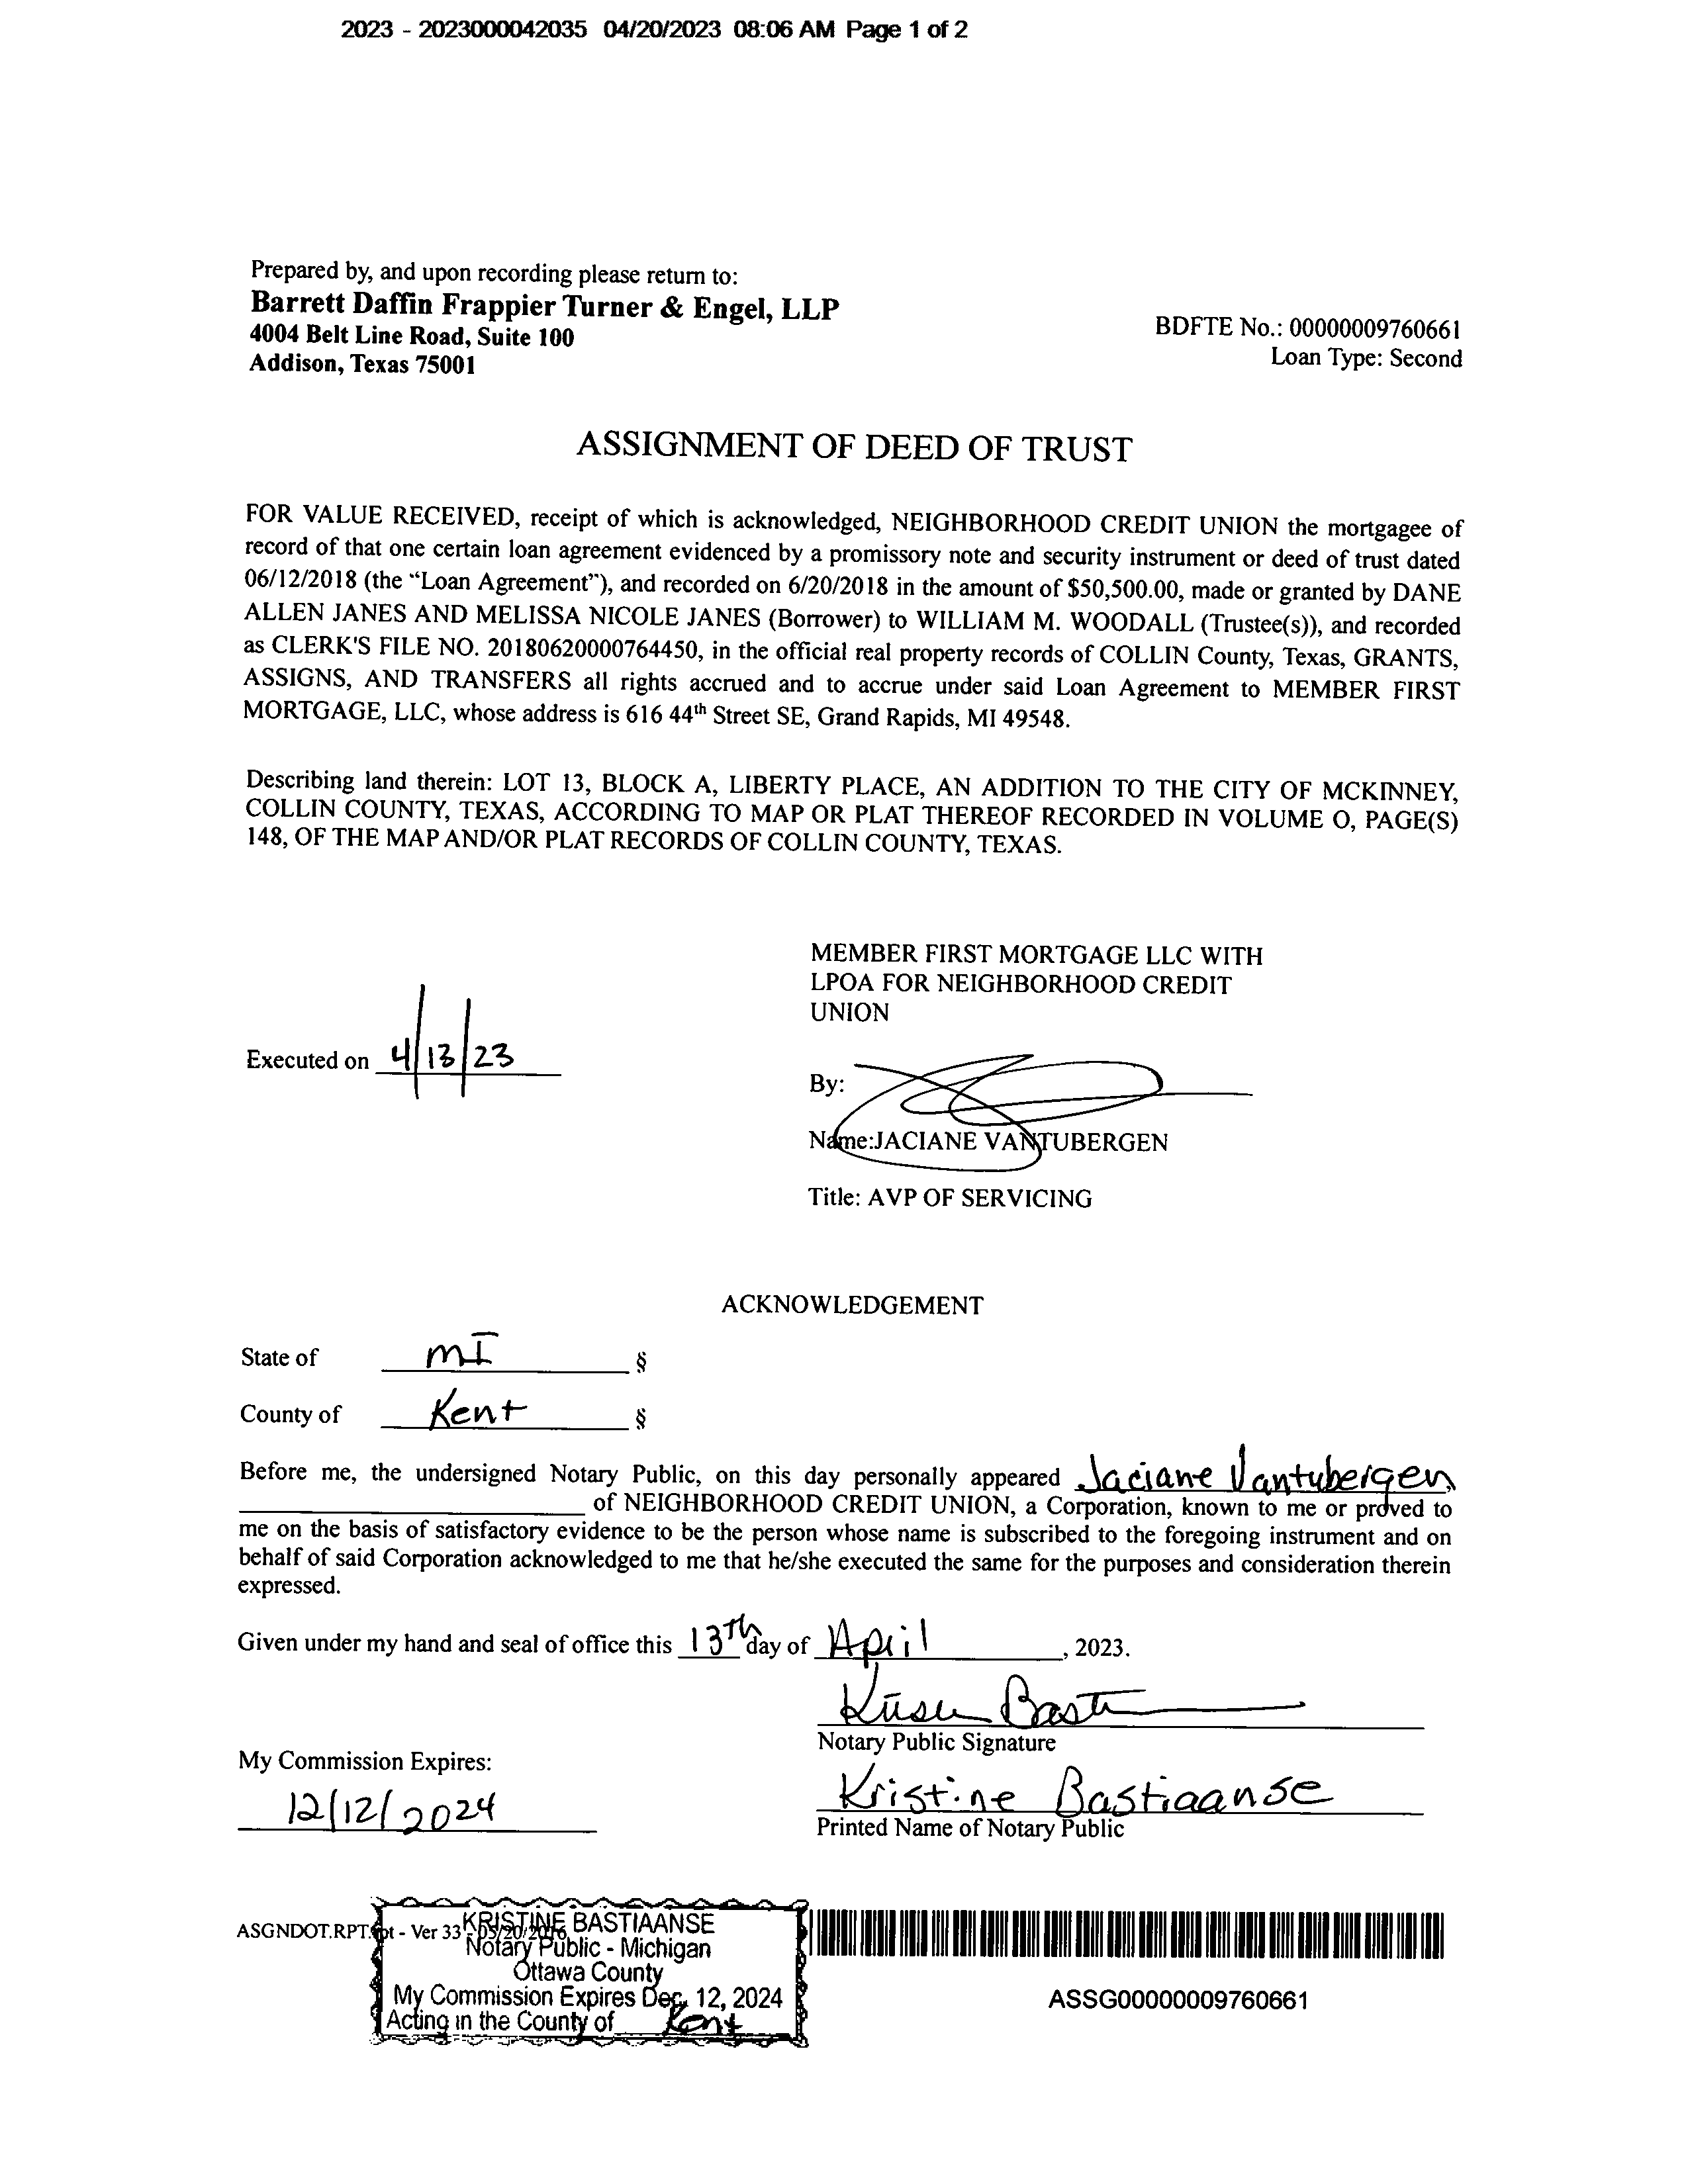 2023 - 2023000042035 04/20/2023 08:06 AM Page 1 of 2
Prepared by, and upon recording please return to:
Barrett Daffin Frappier Turner & Engel, LLP
4004 Belt Line Road, Suite 100
Addison, Texas 75001
BDFTE No.: 00000009760661
Loan Type: Second
ASSIGNMENT OF DEED OF TRUST
FOR VALUE RECEIVED, receipt of which is acknowledged, NEIGHBORHOOD CREDIT UNION the mortgagee of
record of that one certain loan agreement evidenced by a promissory note and security instrument or deed of trust dated
06/12/2018 (the “Loan Agreement”), and recorded on 6/20/2018 in the amount of $50,500.00, made or granted by DANE
ALLEN JANES AND MELISSA NICOLE JANES (Borrower) to WILLIAM M. WOODALL (Trustee(s)), and recorded
as CLERK'S FILE NO. 20180620000764450, in the official real property records of COLLIN County, Texas, GRANTS,
ASSIGNS, AND TRANSFERS all rights accrued and to accrue under said Loan Agreement to MEMBER FIRST
MORTGAGE, LLC, whose address is 616 44th Street SE, Grand Rapids, MI 49548.
Describing land therein: LOT 13, BLOCK A, LIBERTY PLACE, AN ADDITION TO THE CITY OF MCKINNEY,
COLLIN COUNTY, TEXAS, ACCORDING TO MAP OR PLAT THEREOF RECORDED IN VOLUME O, PAGE(S)
148, OF THE MAP AND/OR PLAT RECORDS OF COLLIN COUNTY, TEXAS.
MEMBER FIRST MORTGAGE LLC WITH
LPOA FOR NEIGHBORHOOD CREDIT
UNION
Executed on 4/13/23
By:
Name:JACIANE VANTUBERGEN
Title: AVP OF SERVICING
ACKNOWLEDGEMENT
State of MI §
County of Kent §
Before me, the undersigned Notary Public, on this day personally appeared Jaciane Vantubergen,
of NEIGHBORHOOD CREDIT UNION, a Corporation, known to me or proved to
me on the basis of satisfactory evidence to be the person whose name is subscribed to the foregoing instrument and on
behalf of said Corporation acknowledged to me that he/she executed the same for the purposes and consideration therein
expressed.
Given under my hand and seal of office this 13th day of April, 2023.
Notary Public Signature
My Commission Expires:
12/12/2024
Kristine Bastiaanse
Printed Name of Notary Public
ASGNDOT.RPT.rpt - Ver 33 - 05/20/2016
KRISTINE BASTIAANSE
Notary Public - Michigan
Ottawa County
My Commission Expires Dec. 12, 2024
Acting in the County of Kent
ASSG00000009760661